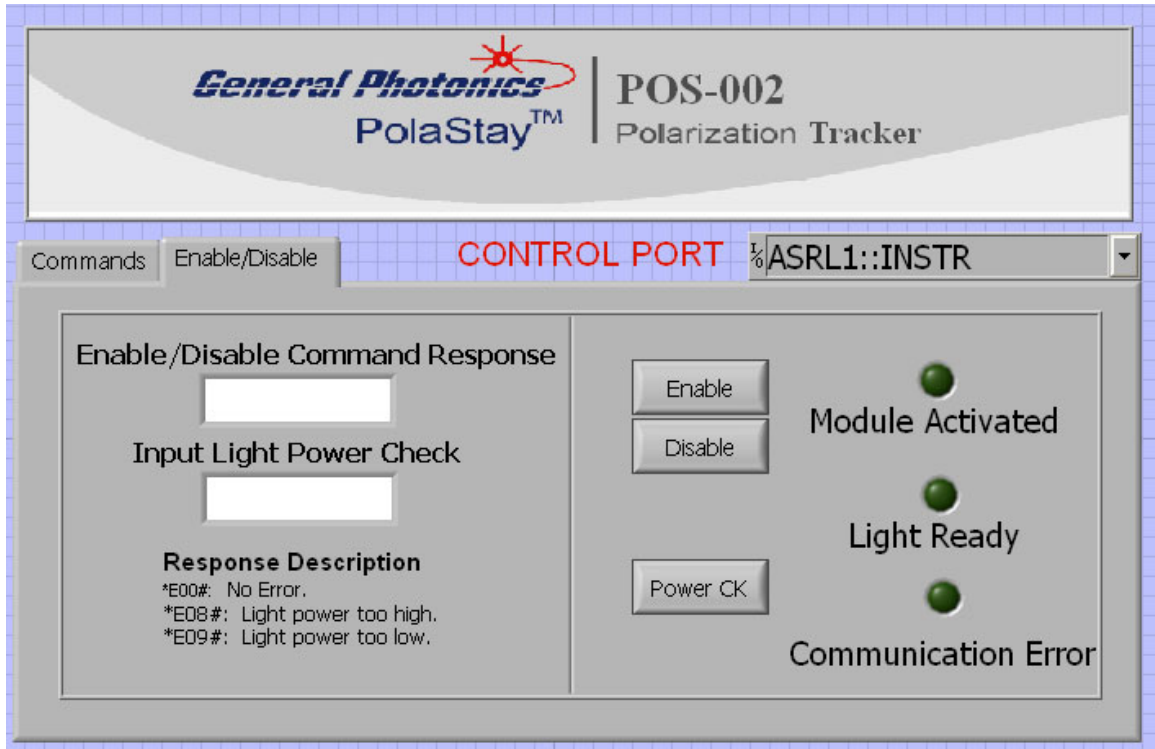 General Photonics
PolaStay™
POS-002
Polarization Tracker
Commands
Enable/Disable
CONTROL PORT
I/O ASRL1::INSTR
Enable/Disable Command Response
Input Light Power Check
Response Description
*E00#: No Error.
*E08#: Light power too high.
*E09#: Light power too low.
Enable
Disable
Power CK
Module Activated
Light Ready
Communication Error